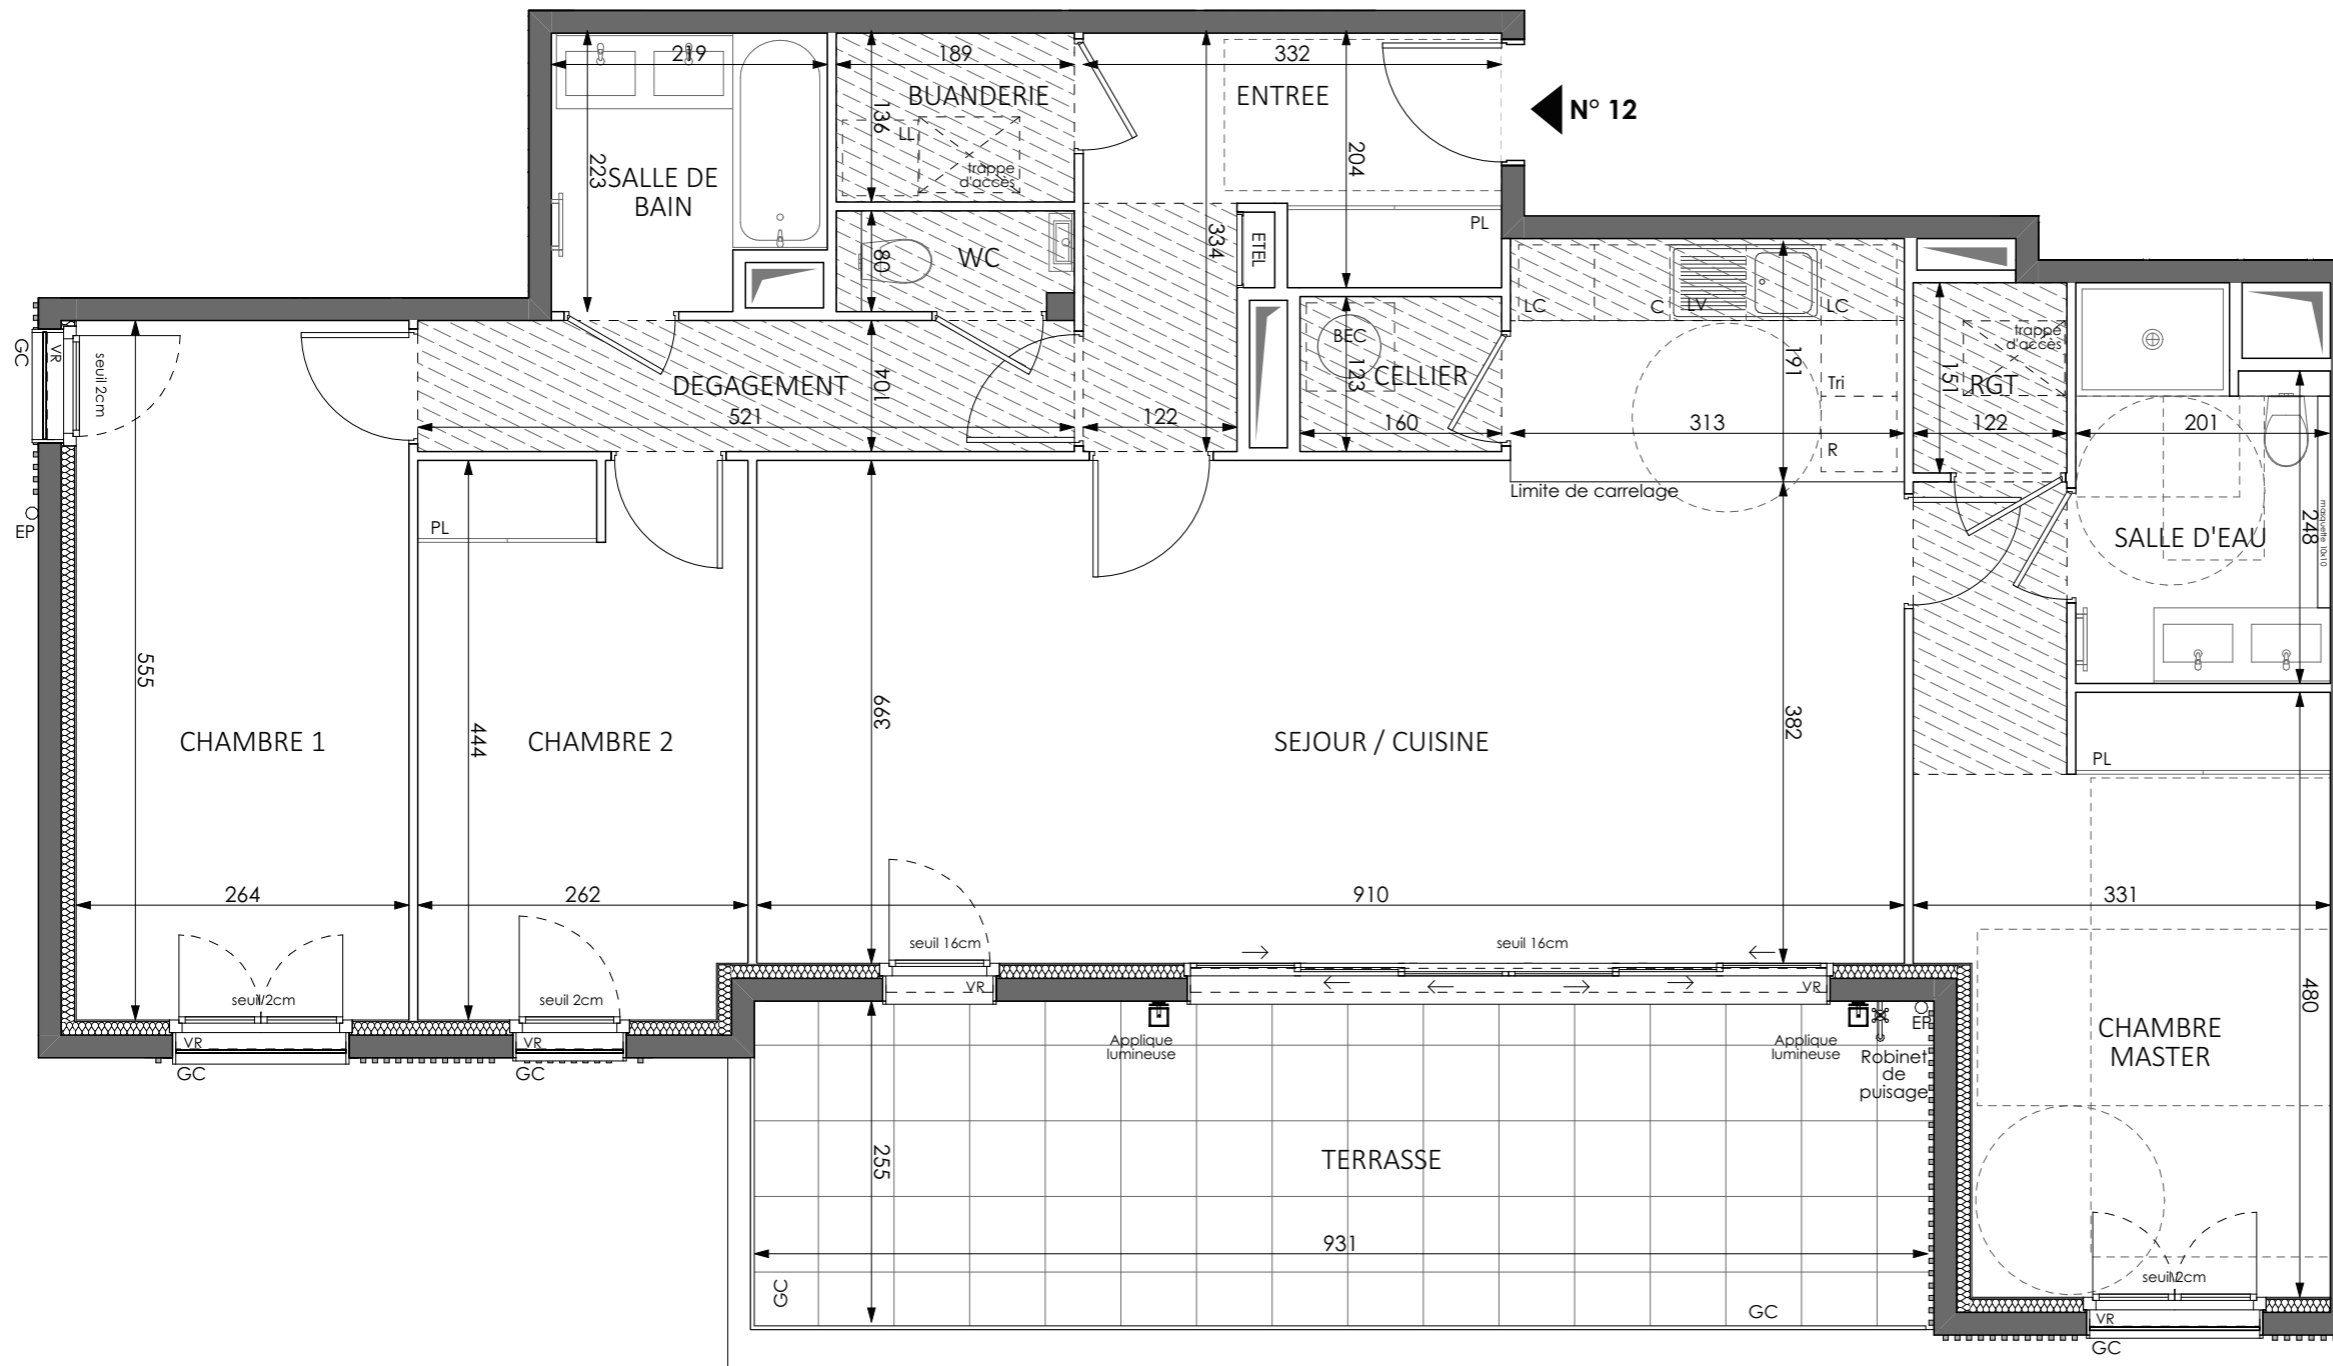 219
189
332
BUANDERIE
ENTREE
N° 12
136
LL
trappe
d'accès
223
SALLE DE
BAIN
204
PL
334
ETEL
WC
80
LC
C
LV
LC
BEC
123
CELLIER
160
191
Tri
R
313
Limite de carrelage
trappe
d'accès
151
RGT
122
201
GC
VR
seuil 2cm
DEGAGEMENT
104
521
122
EP
PL
SALLE D'EAU
248
555
444
399
382
CHAMBRE 1
CHAMBRE 2
SEJOUR / CUISINE
PL
264
262
910
331
seuil 16cm
seuil 16cm
seuil 2cm
seuil 2cm
VR
VR
480
VR
VR
GC
GC
Applique
lumineuse
Applique
lumineuse
EP
Robinet
de
puisage
CHAMBRE
MASTER
255
TERRASSE
931
GC
GC
seuil 2cm
VR
GC